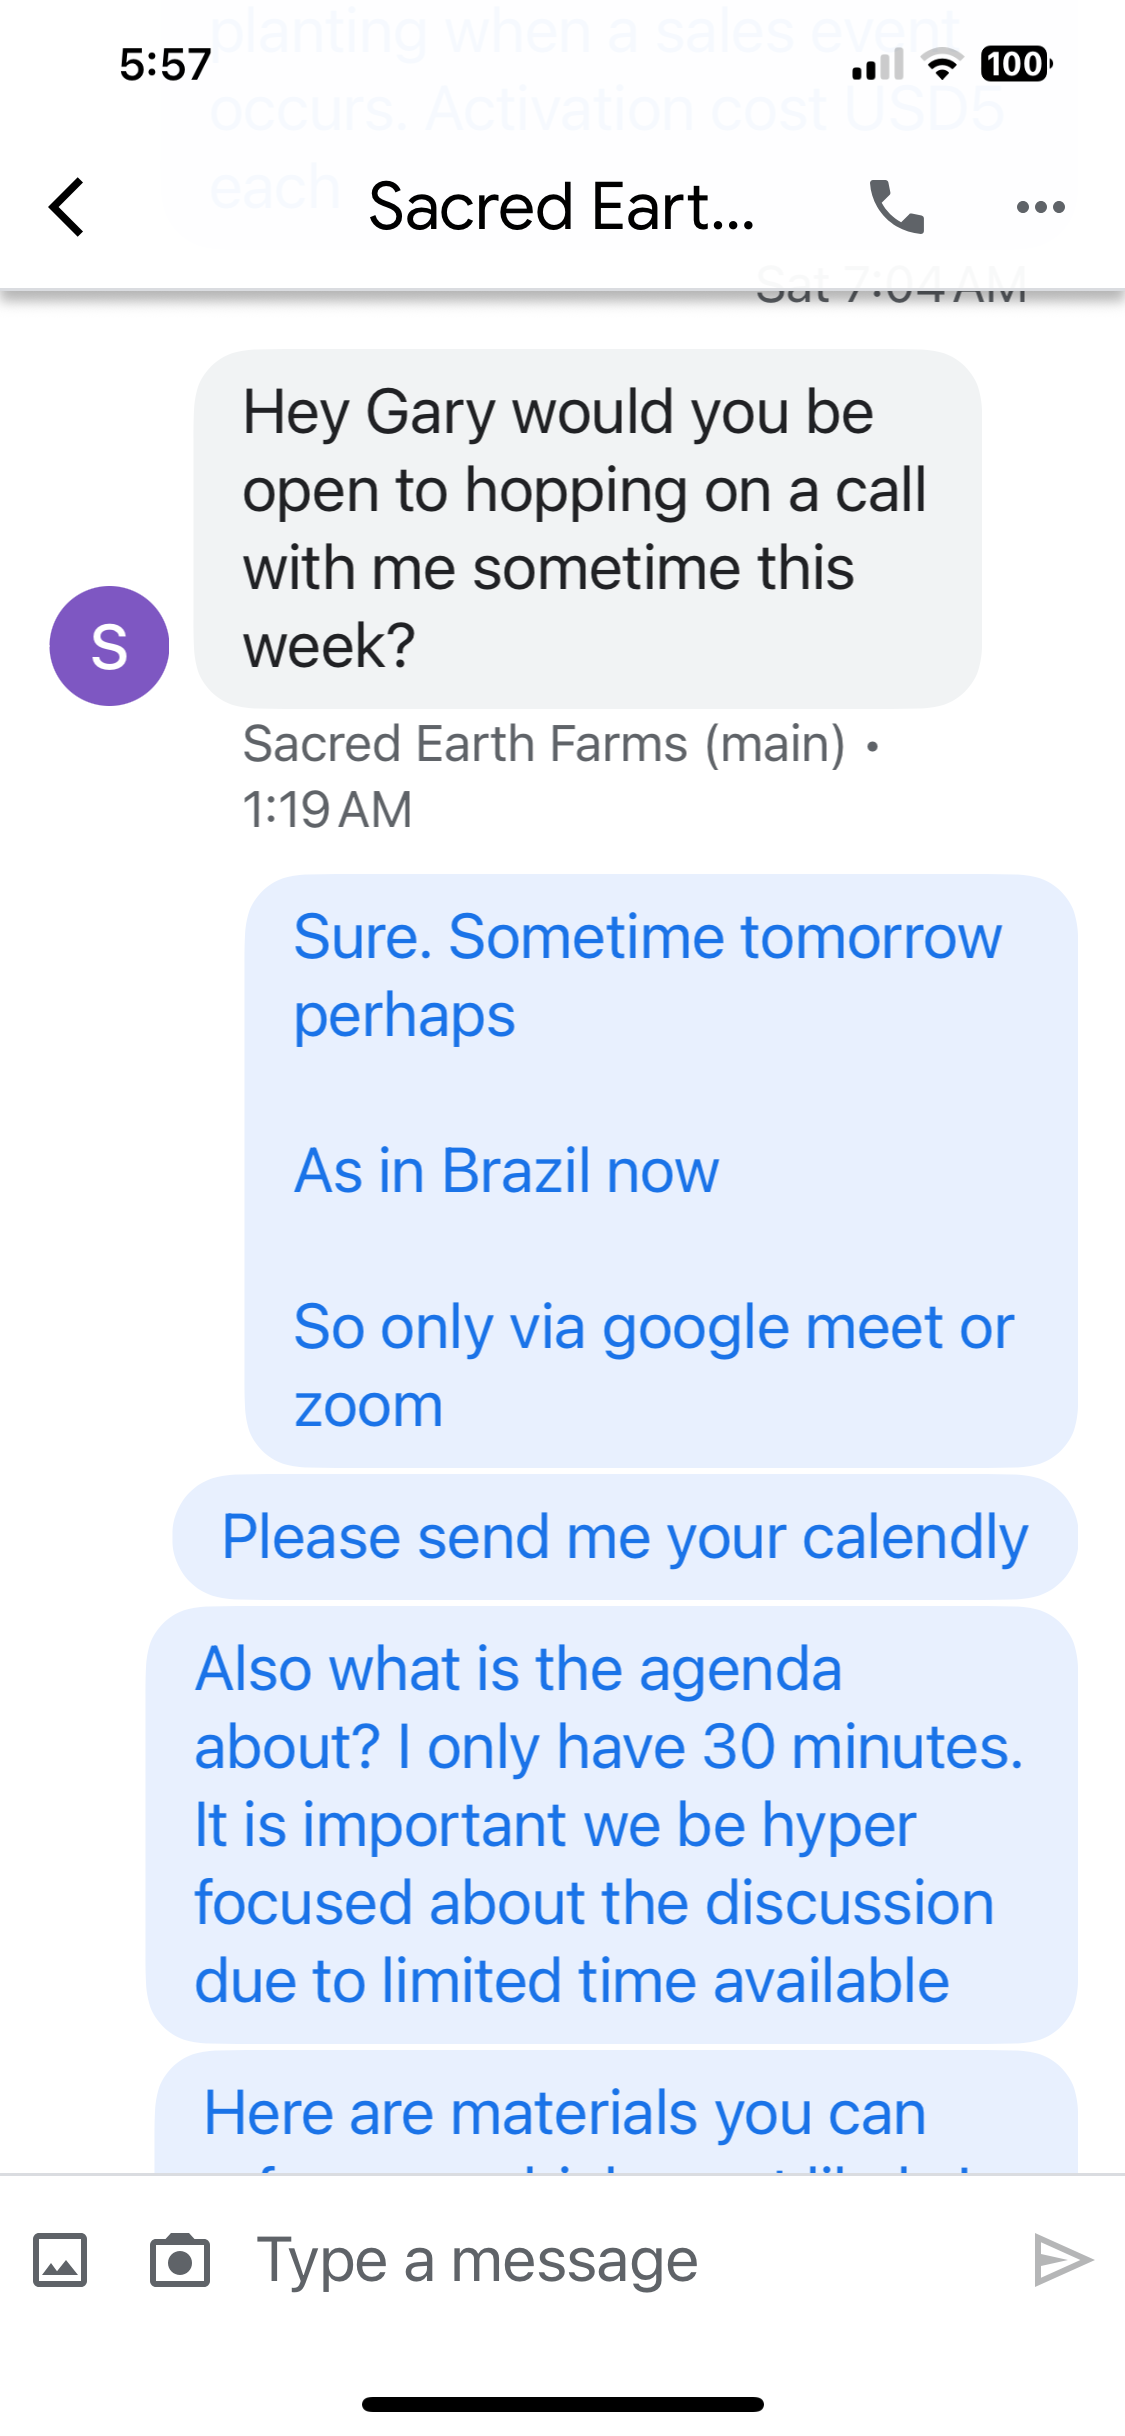 planting when a sales event
5:57
100
occurs. Activation cost USD5
each
Sacred Eart...
Sat 7:04 AM
Hey Gary would you be
open to hopping on a call
with me sometime this
week?
S
Sacred Earth Farms (main) •
1:19 AM
Sure. Sometime tomorrow
perhaps
As in Brazil now
So only via google meet or
zoom
Please send me your calendly
Also what is the agenda
about? I only have 30 minutes.
It is important we be hyper
focused about the discussion
due to limited time available
Here are materials you can
Type a message